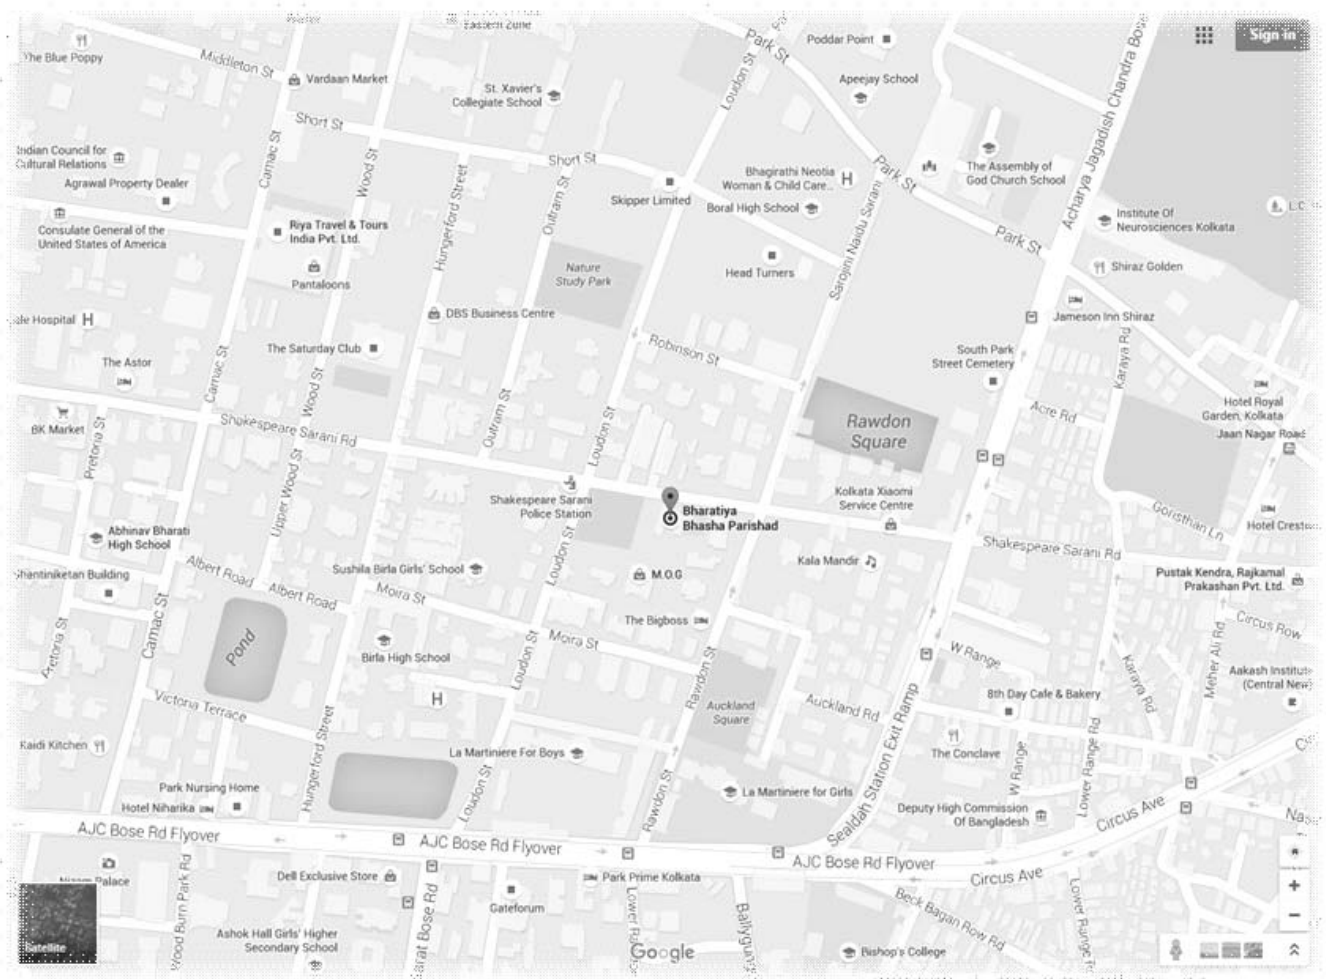 Eastern Zone
Park St
Poddar Point
Sign in
The Blue Poppy
Middleton St
Vardaan Market
St. Xavier's
Collegiate School
Loudon St
Apeejay School
Acharya Jagadish Chandra Bose
Short St
Camac St
Wood St
Short St
Indian Council for
Cultural Relations
Agrawal Property Dealer
Hungerford Street
Outram St
Skipper Limited
Bhagirathi Neotia
Woman & Child Care...
Boral High School
Park St
The Assembly of
God Church School
Consulate General of the
United States of America
Riya Travel & Tours
India Pvt. Ltd.
Pantaloons
Nature
Study Park
Head Turners
Sarojini Naidu Sarani
Park St
Institute Of
Neurosciences Kolkata
Shiraz Golden
Hospital
DBS Business Centre
Jameson Inn Shiraz
The Saturday Club
The Astor
Camac St
Wood St
Robinson St
South Park
Street Cemetery
Karaya Rd
Hotel Royal
Garden, Kolkata
BK Market
Pretoria St
Shakespeare Sarani Rd
Outram St
Loudon St
Rawdon
Square
Acre Rd
Jaan Nagar Road
Upper Wood St
Shakespeare Sarani
Police Station
Bharatiya
Bhasha Parishad
Kolkata Xiaomi
Service Centre
Goristhan Ln
Abhinav Bharati
High School
Shakespeare Sarani Rd
Shantiniketan Building
Albert Road
Albert Road
Sushila Birla Girls' School
Moira St
Loudon St
M.O.G
Kala Mandir
Pustak Kendra, Rajkamal
Prakashan Pvt. Ltd.
Pretoria St
Camac St
Pond
Birla High School
The Bigboss
Moira St
Loudon St
Rawdon St
W Range
Karaya Rd
Meher Ali Rd
Circus Row
Aakash Institute
(Central New
Victoria Terrace
Hungerford Street
Auckland
Square
Auckland Rd
8th Day Cafe & Bakery
Kaidi Kitchen
La Martiniere For Boys
The Conclave
W Range
Lower Range Rd
Park Nursing Home
Hotel Niharika
Loudon St
Rawdon St
La Martiniere for Girls
Sealdah Station Exit Ramp
Deputy High Commission
Of Bangladesh
Circus Ave
AJC Bose Rd Flyover
AJC Bose Rd Flyover
AJC Bose Rd Flyover
Circus Ave
Nizam Palace
Dell Exclusive Store
Park Prime Kolkata
Gateforum
Beck Bagan Row Rd
Wood Burn Park Rd
Ashok Hall Girls' Higher
Secondary School
Sarat Bose Rd
Satellite
Google
Bishop's College